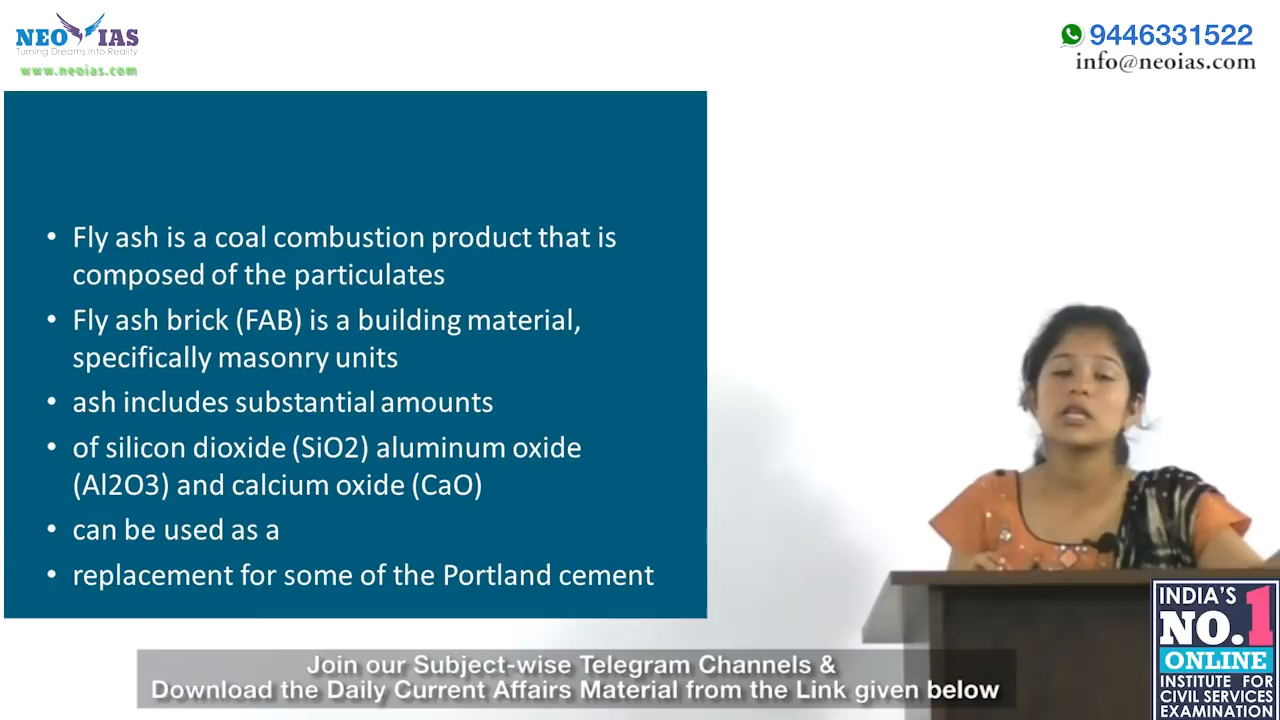 NEO IAS
Turning Dreams into Reality
www.neoias.com
9446331522
info@neoias.com
• Fly ash is a coal combustion product that is
composed of the particulates
• Fly ash brick (FAB) is a building material,
specifically masonry units
• ash includes substantial amounts
• of silicon dioxide (SiO2) aluminum oxide
(Al2O3) and calcium oxide (CaO)
• can be used as a
• replacement for some of the Portland cement
INDIA'S
NO.1
ONLINE
INSTITUTE FOR
CIVIL SERVICES
EXAMINATION
Join our Subject-wise Telegram Channels &
Download the Daily Current Affairs Material from the Link given below